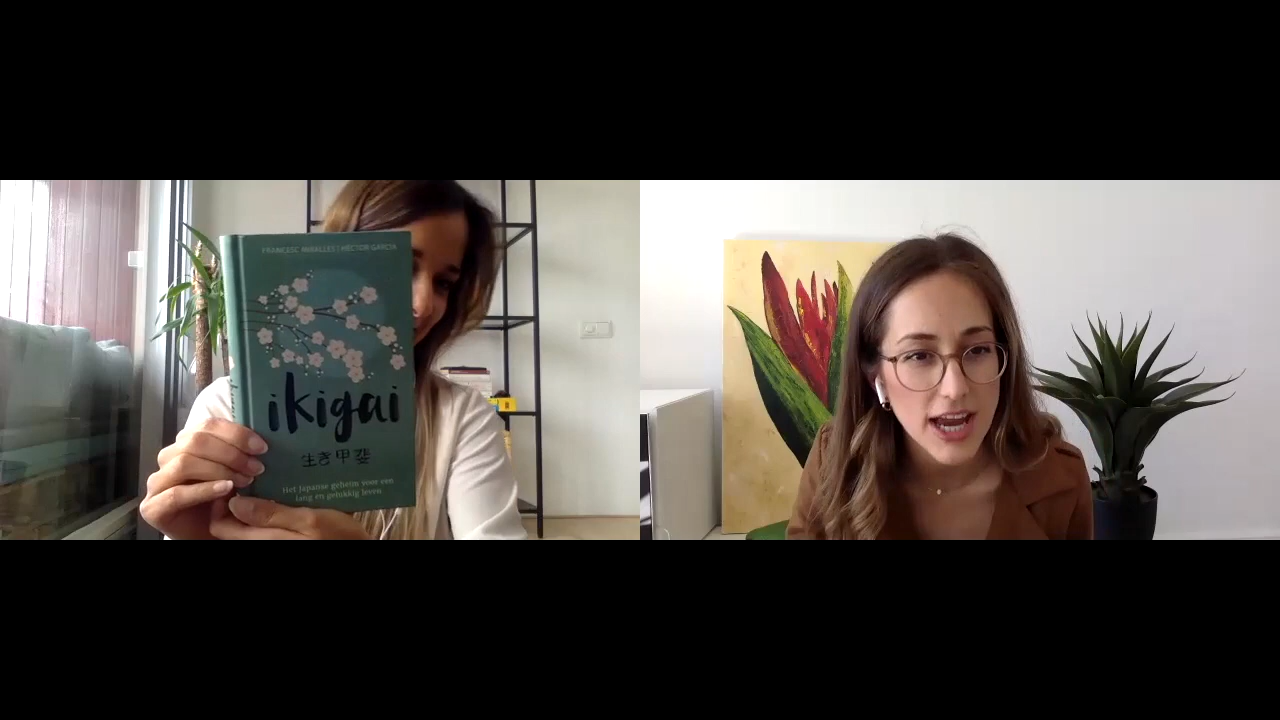 FRANCESC MIRALLES | HÉCTOR GARCÍA
ikigai
生き甲斐
Het Japanse geheim voor een
lang en gelukkig leven